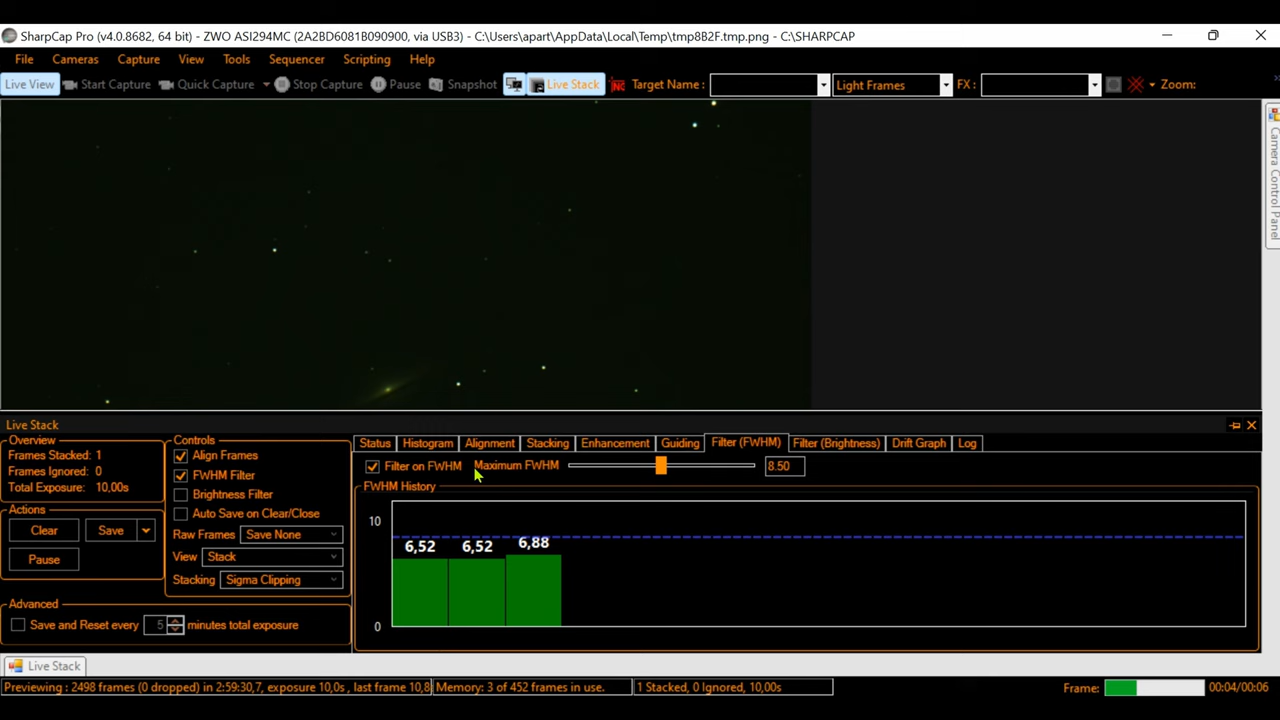 SharpCap Pro (v4.0.8682, 64 bit) - ZWO ASI294MC (2A2BD6081B090900, via USB3) - C:\Users\apart\AppData\Local\Temp\tmp8B2F.tmp.png - C:\SHARPCAP
File Cameras Capture View Tools Sequencer Scripting Help
Live View Start Capture Quick Capture Stop Capture Pause Snapshot Live Stack Target Name : Light Frames FX : Zoom:
Camera Control Panel
Live Stack
Overview
Frames Stacked: 1
Frames Ignored: 0
Total Exposure: 10,00s
Actions
Clear Save
Pause
Controls
Align Frames
FWHM Filter
Brightness Filter
Auto Save on Clear/Close
Raw Frames Save None
View Stack
Stacking Sigma Clipping
Advanced
Save and Reset every 5 minutes total exposure
Status Histogram Alignment Stacking Enhancement Guiding Filter (FWHM) Filter (Brightness) Drift Graph Log
Filter on FWHM Maximum FWHM 8.50
FWHM History
10
6,52 6,52 6,88
0
Live Stack
Previewing : 2498 frames (0 dropped) in 2:59:30,7, exposure 10,0s , last frame 10,8 Memory: 3 of 452 frames in use. 1 Stacked, 0 Ignored, 10,00s Frame: 00:04/00:06